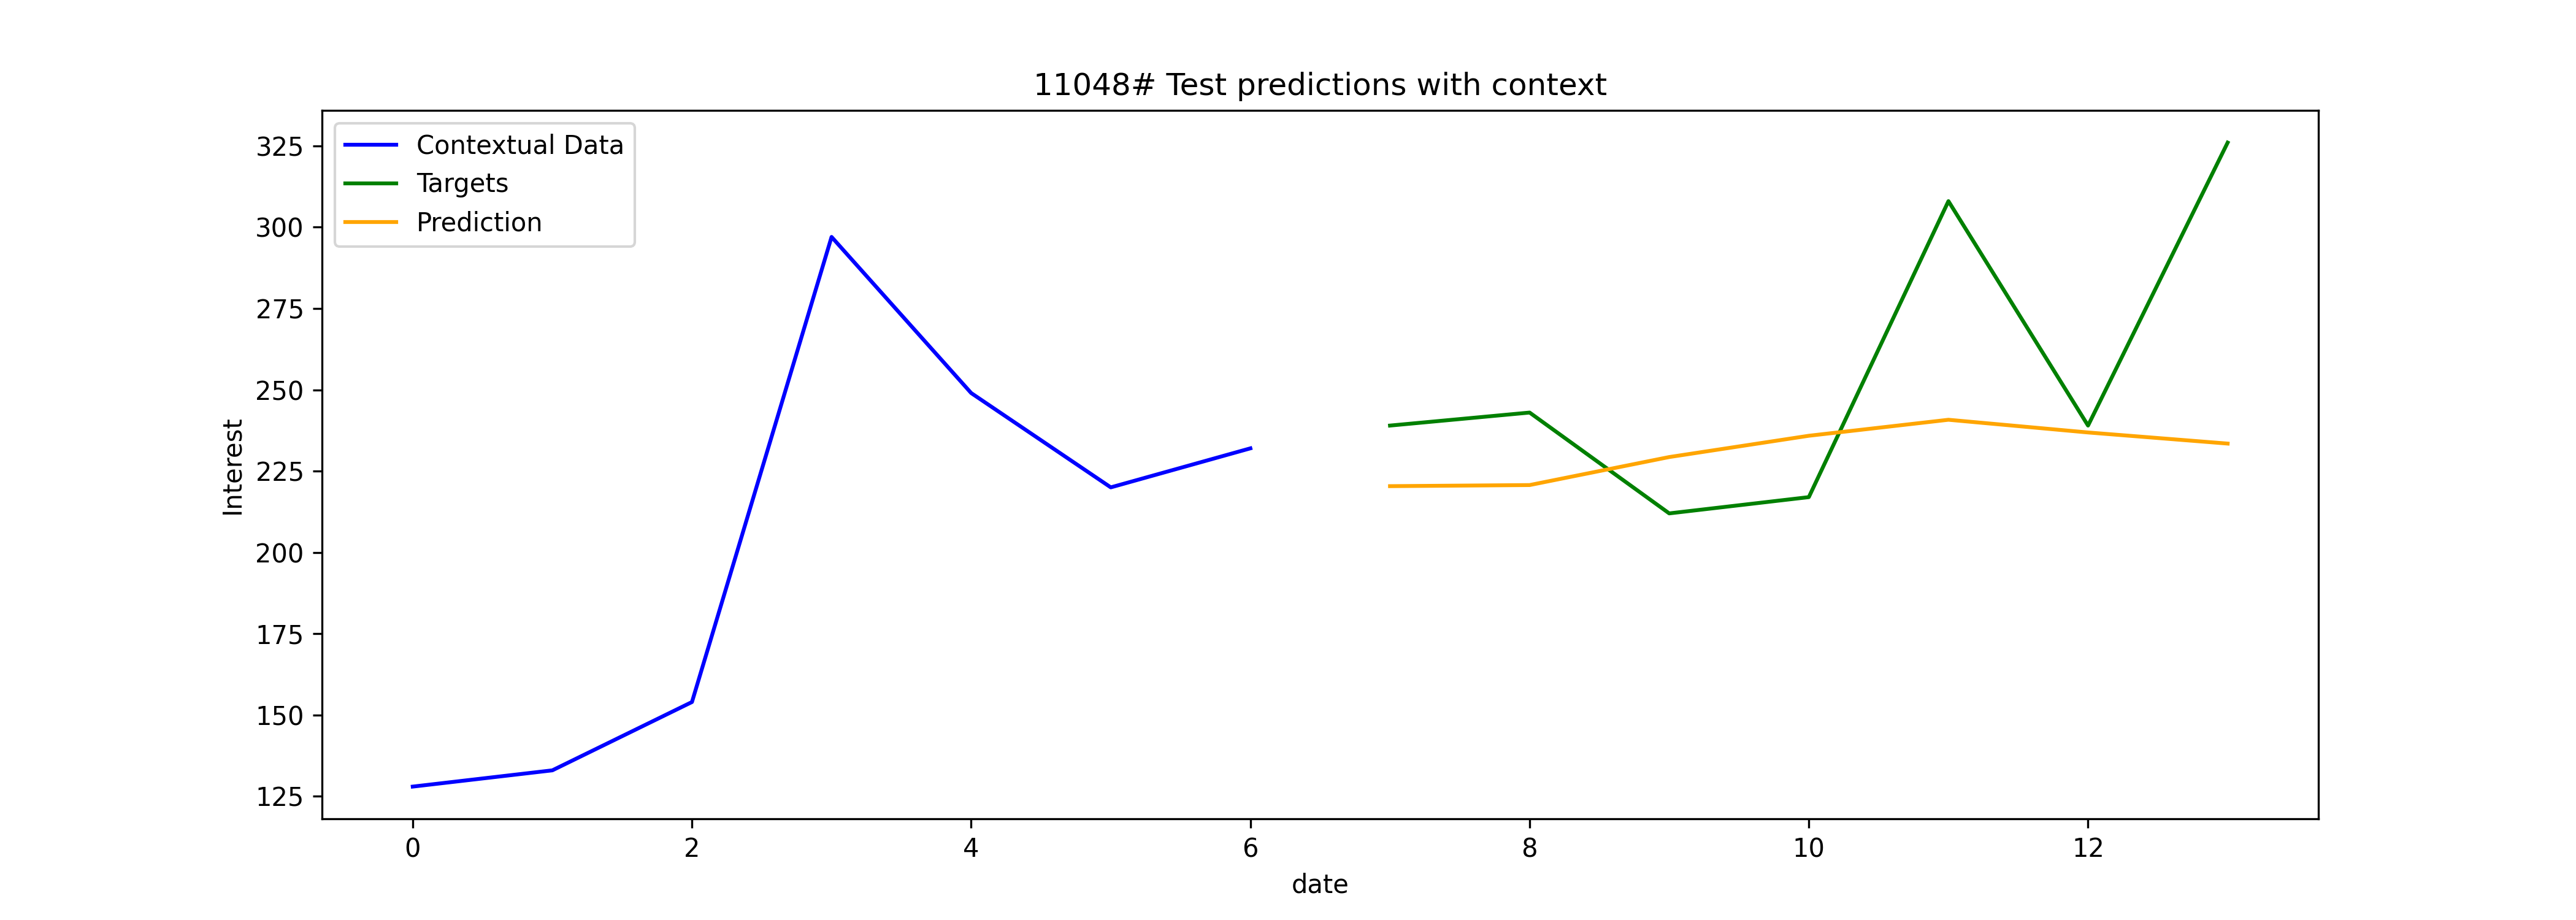 11048# Test predictions with context
Contextual Data
Targets
Prediction
Interest
325
300
275
250
225
200
175
150
125
0 2 4 6 8 10 12
date